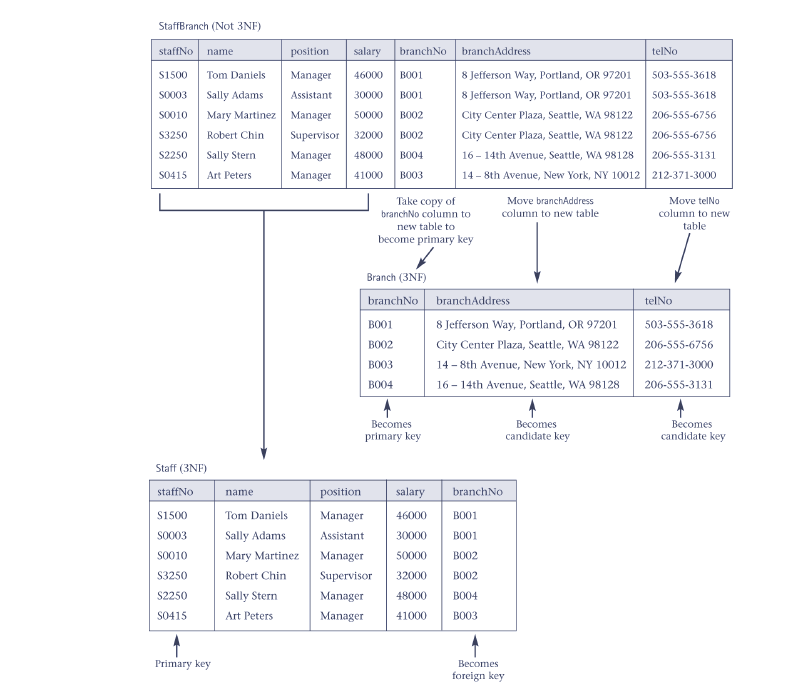 StaffBranch (Not 3NF)
staffNo name position salary branchNo branchAddress telNo
S1500 Tom Daniels Manager 46000 B001 8 Jefferson Way, Portland, OR 97201 503-555-3618
S0003 Sally Adams Assistant 30000 B001 8 Jefferson Way, Portland, OR 97201 503-555-3618
S0010 Mary Martinez Manager 50000 B002 City Center Plaza, Seattle, WA 98122 206-555-6756
S3250 Robert Chin Supervisor 32000 B002 City Center Plaza, Seattle, WA 98122 206-555-6756
S2250 Sally Stern Manager 48000 B004 16 – 14th Avenue, Seattle, WA 98128 206-555-3131
S0415 Art Peters Manager 41000 B003 14 – 8th Avenue, New York, NY 10012 212-371-3000
Take copy of
branchNo column to
new table to
become primary key
Move branchAddress
column to new table
Move telNo
column to new
table
Branch (3NF)
branchNo branchAddress telNo
B001 8 Jefferson Way, Portland, OR 97201 503-555-3618
B002 City Center Plaza, Seattle, WA 98122 206-555-6756
B003 14 – 8th Avenue, New York, NY 10012 212-371-3000
B004 16 – 14th Avenue, Seattle, WA 98128 206-555-3131
Becomes
primary key
Becomes
candidate key
Becomes
candidate key
Staff (3NF)
staffNo name position salary branchNo
S1500 Tom Daniels Manager 46000 B001
S0003 Sally Adams Assistant 30000 B001
S0010 Mary Martinez Manager 50000 B002
S3250 Robert Chin Supervisor 32000 B002
S2250 Sally Stern Manager 48000 B004
S0415 Art Peters Manager 41000 B003
Primary key
Becomes
foreign key